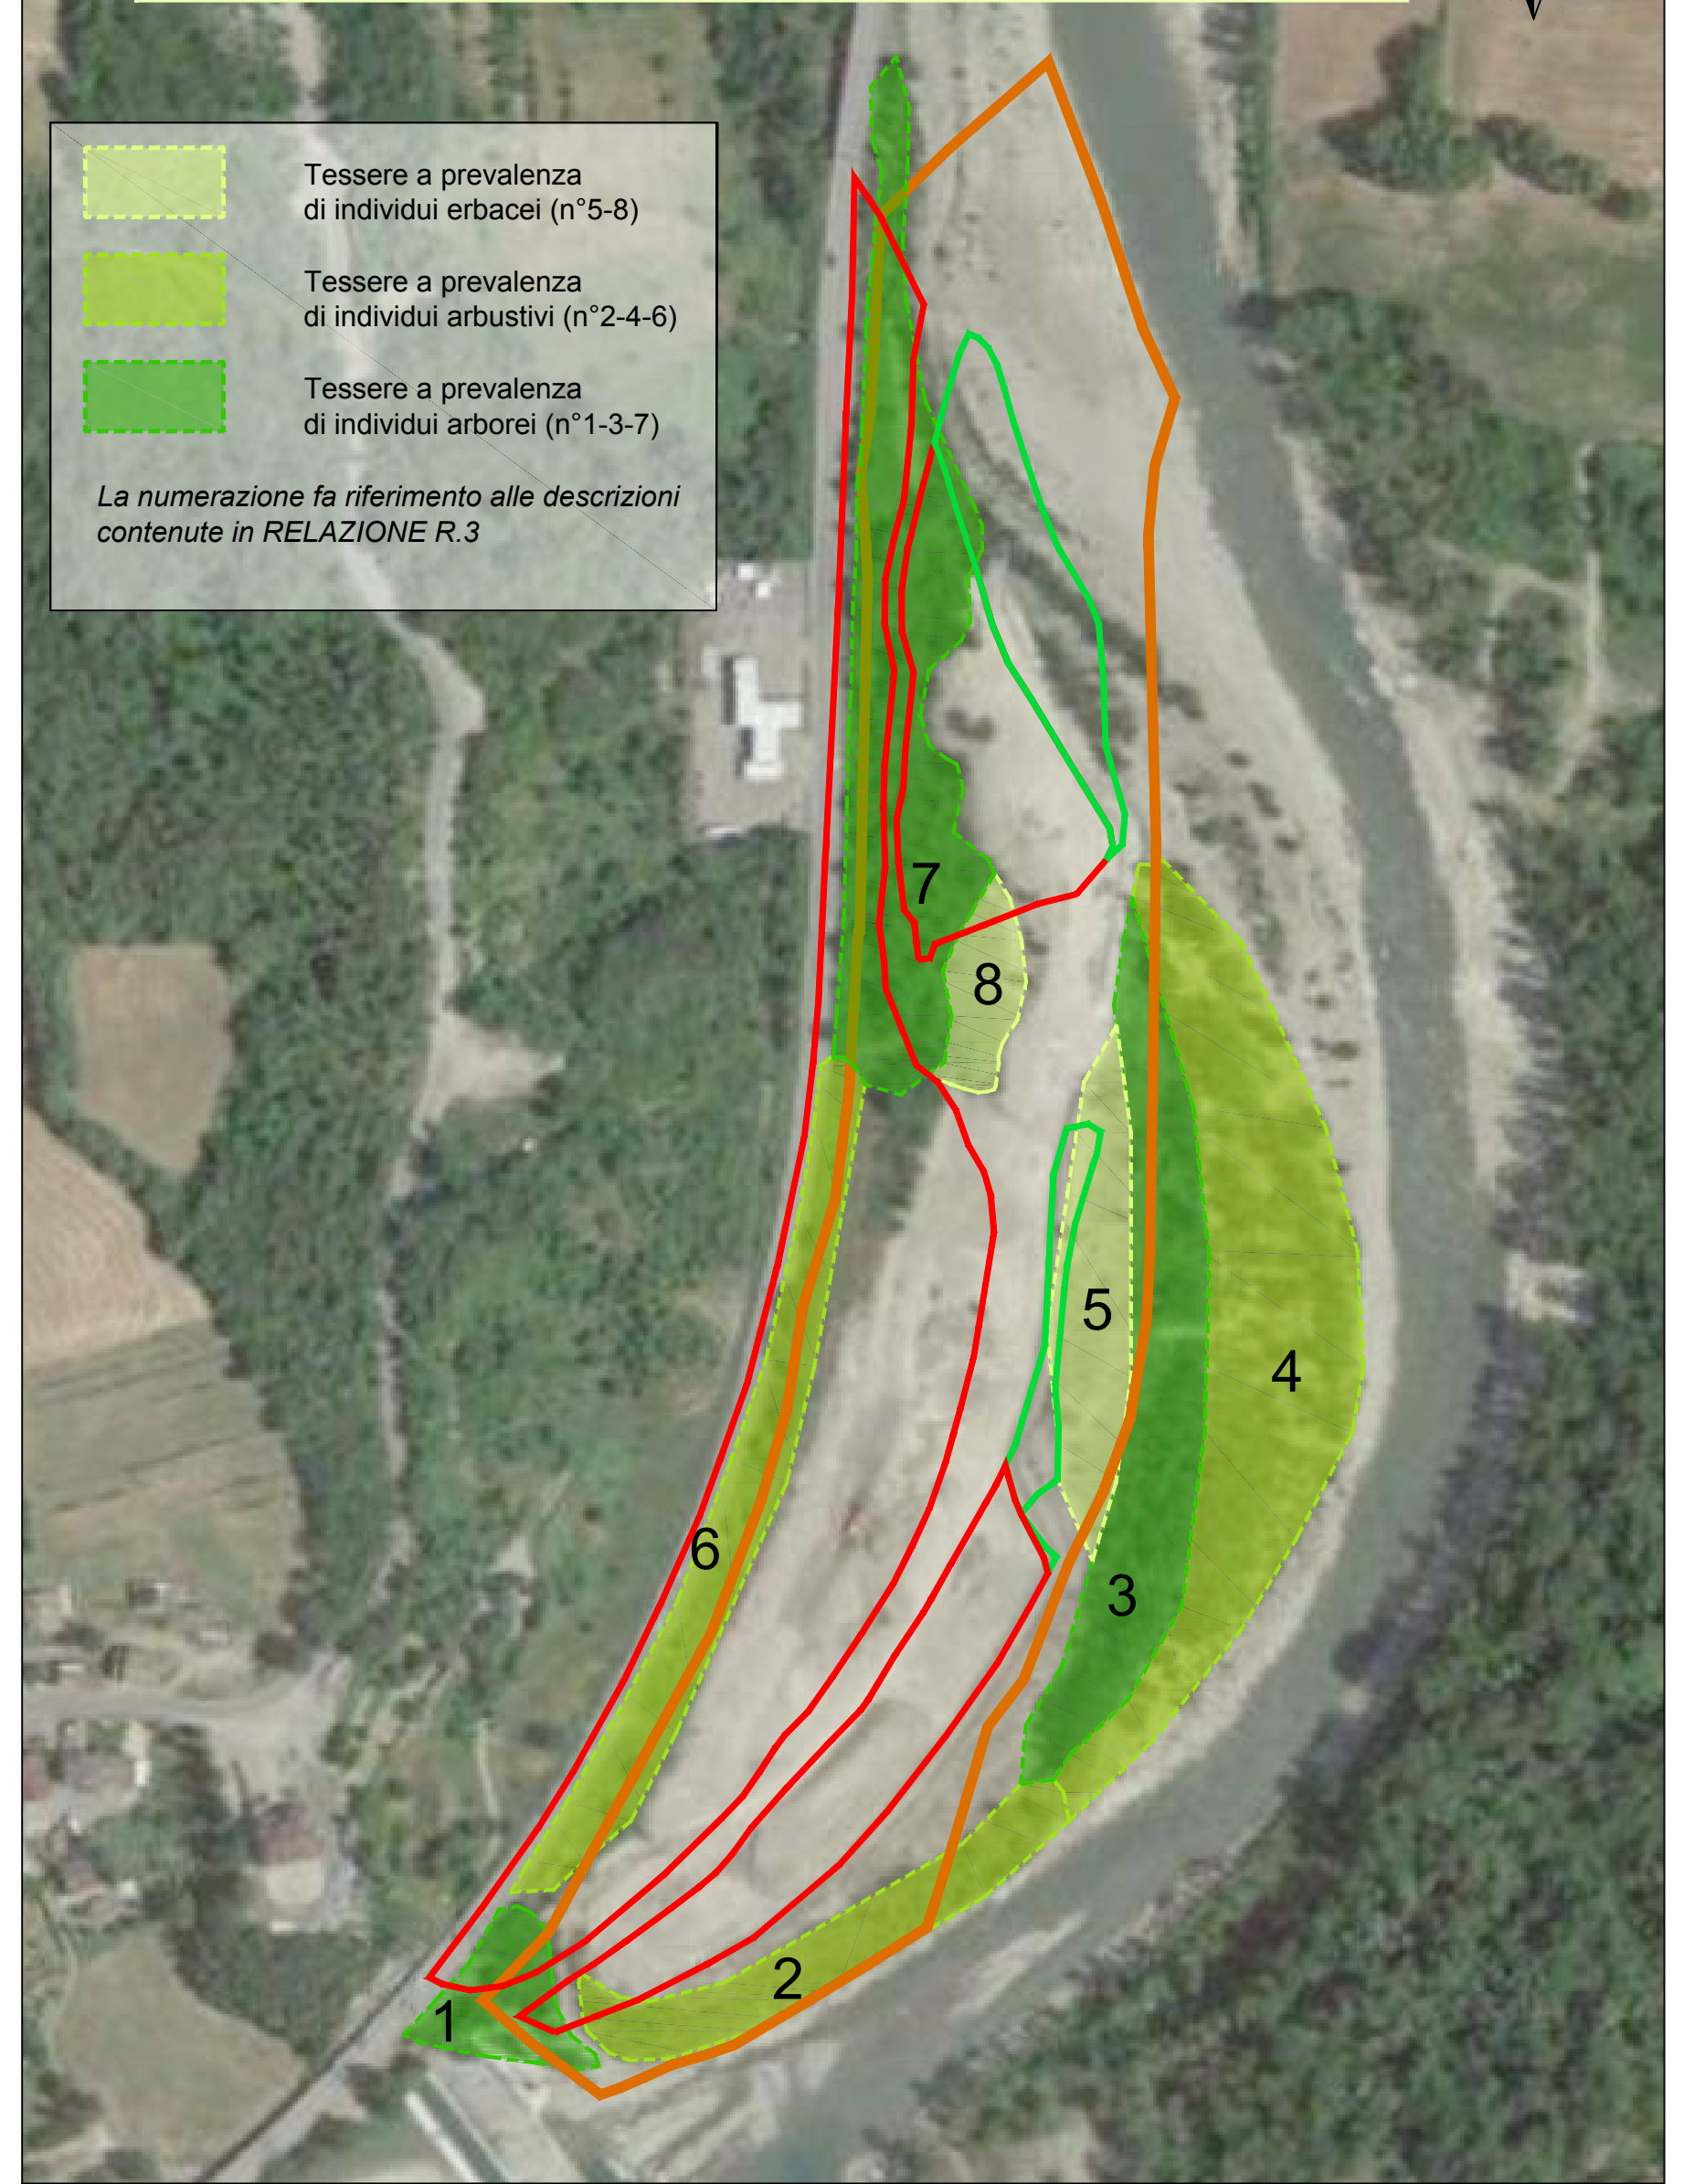 Tessere a prevalenza
di individui erbacei (n°5-8)
Tessere a prevalenza
di individui arbustivi (n°2-4-6)
Tessere a prevalenza
di individui arborei (n°1-3-7)
La numerazione fa riferimento alle descrizioni
contenute in RELAZIONE R.3
7
8
5
4
6
3
2
1